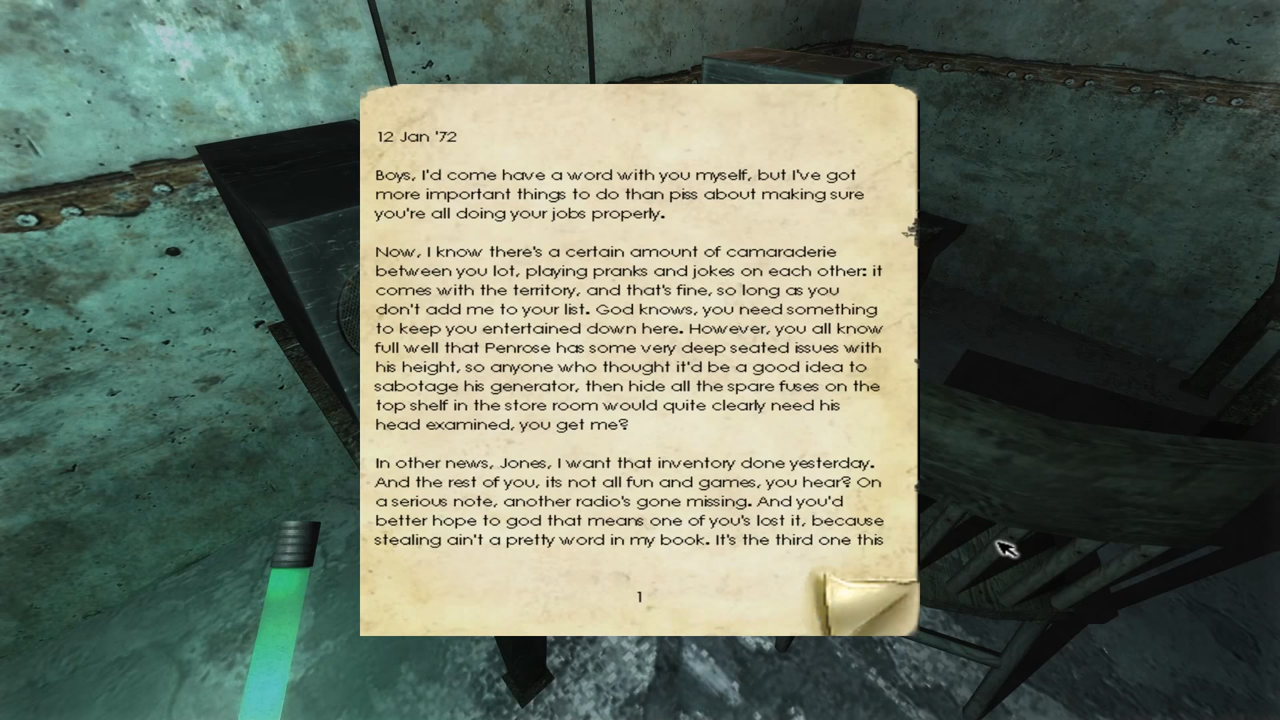 12 Jan '72
Boys, I'd come have a word with you myself, but I've got
more important things to do than piss about making sure
you're all doing your jobs properly.
Now, I know there's a certain amount of camaraderie
between you lot, playing pranks and jokes on each other: it
comes with the territory, and that's fine, so long as you
don't add me to your list. God knows, you need something
to keep you entertained down here. However, you all know
full well that Penrose has some very deep seated issues with
his height, so anyone who thought it'd be a good idea to
sabotage his generator, then hide all the spare fuses on the
top shelf in the store room would quite clearly need his
head examined, you get me?
In other news, Jones, I want that inventory done yesterday.
And the rest of you, its not all fun and games, you hear? On
a serious note, another radio's gone missing. And you'd
better hope to god that means one of you's lost it, because
stealing ain't a pretty word in my book. It's the third one this
1